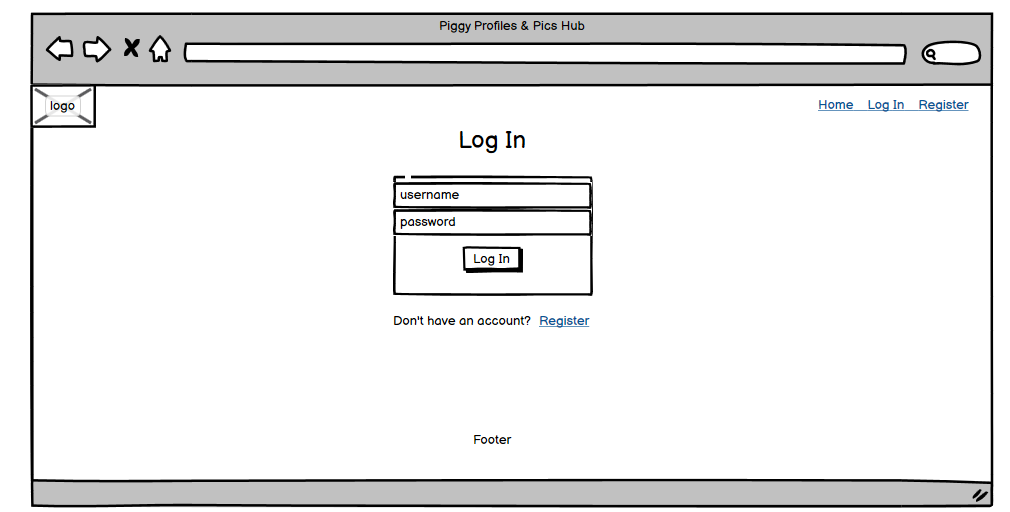 Piggy Profiles & Pics Hub
logo
Home Log In Register
Log In
username
password
Log In
Don't have an account? Register
Footer